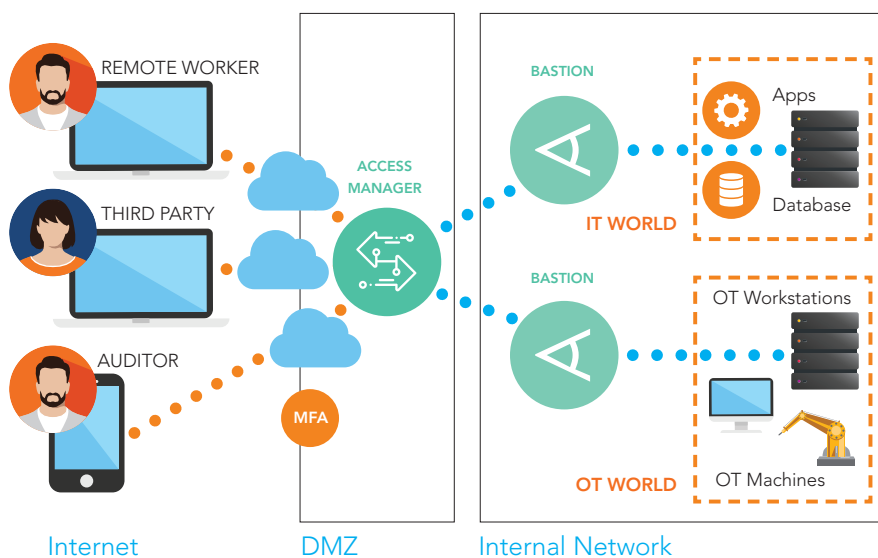 REMOTE WORKER
THIRD PARTY
AUDITOR
ACCESS
MANAGER
MFA
BASTION
Apps
Database
IT WORLD
BASTION
OT Workstations
OT Machines
OT WORLD
Internet
DMZ
Internal Network